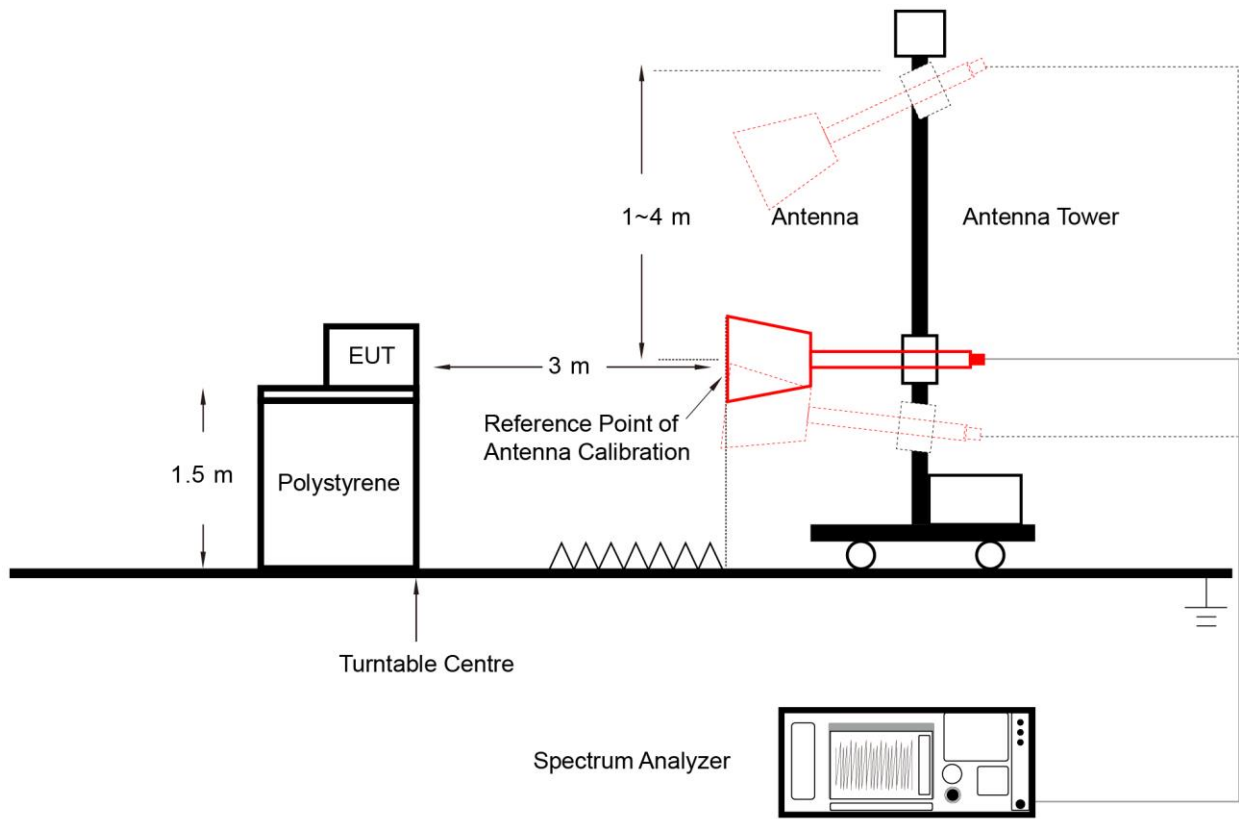 1~4 m
Antenna
Antenna Tower
EUT
3 m
Reference Point of
Antenna Calibration
1.5 m
Polystyrene
Turntable Centre
Spectrum Analyzer